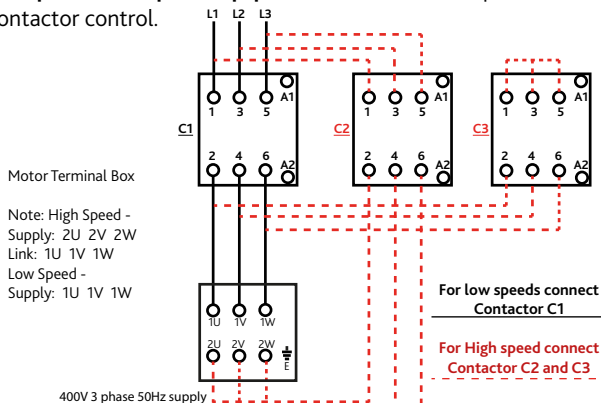 ontactor control.
L1 L2 L3
A1 A1 A1
1 3 5 1 3 5 1 3 5
C1 C2 C3
2 4 6 2 4 6 2 4 6
A2 A2 A2
Motor Terminal Box
Note: High Speed -
Supply: 2U 2V 2W
Link: 1U 1V 1W
Low Speed -
Supply: 1U 1V 1W
1U 1V 1W
2U 2V 2W
E
For low speeds connect
Contactor C1
For High speed connect
Contactor C2 and C3
400V 3 phase 50Hz supply